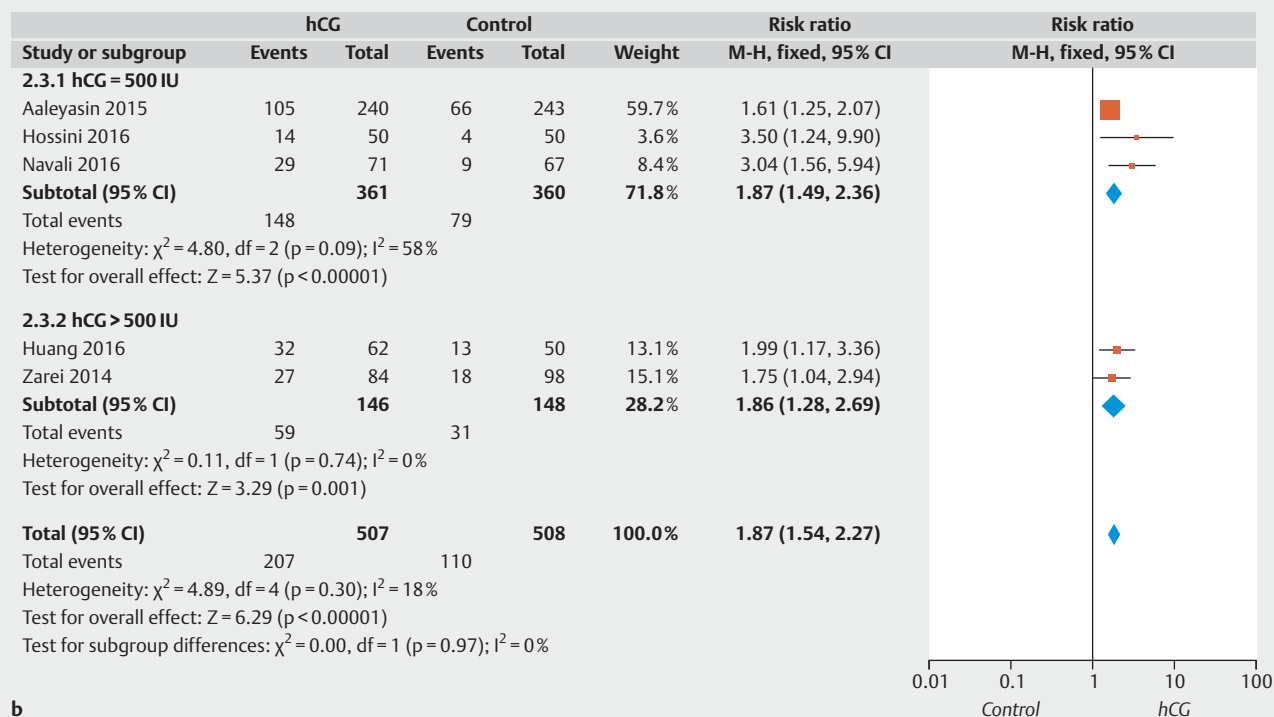 hCG Control Risk ratio Risk ratio
Study or subgroup Events Total Events Total Weight M-H, fixed, 95% CI M-H, fixed, 95% CI
2.3.1 hCG = 500 IU
Aaleyasin 2015 105 240 66 243 59.7% 1.61 (1.25, 2.07)
Hossini 2016 14 50 4 50 3.6% 3.50 (1.24, 9.90)
Navali 2016 29 71 9 67 8.4% 3.04 (1.56, 5.94)
Subtotal (95% CI) 361 360 71.8% 1.87 (1.49, 2.36)
Total events 148 79
Heterogeneity: χ² = 4.80, df = 2 (p = 0.09); I² = 58%
Test for overall effect: Z = 5.37 (p < 0.00001)
2.3.2 hCG > 500 IU
Huang 2016 32 62 13 50 13.1% 1.99 (1.17, 3.36)
Zarei 2014 27 84 18 98 15.1% 1.75 (1.04, 2.94)
Subtotal (95% CI) 146 148 28.2% 1.86 (1.28, 2.69)
Total events 59 31
Heterogeneity: χ² = 0.11, df = 1 (p = 0.74); I² = 0%
Test for overall effect: Z = 3.29 (p = 0.001)
Total (95% CI) 507 508 100.0% 1.87 (1.54, 2.27)
Total events 207 110
Heterogeneity: χ² = 4.89, df = 4 (p = 0.30); I² = 18%
Test for overall effect: Z = 6.29 (p < 0.00001)
Test for subgroup differences: χ² = 0.00, df = 1 (p = 0.97); I² = 0%
0.01 0.1 1 10 100
b Control hCG